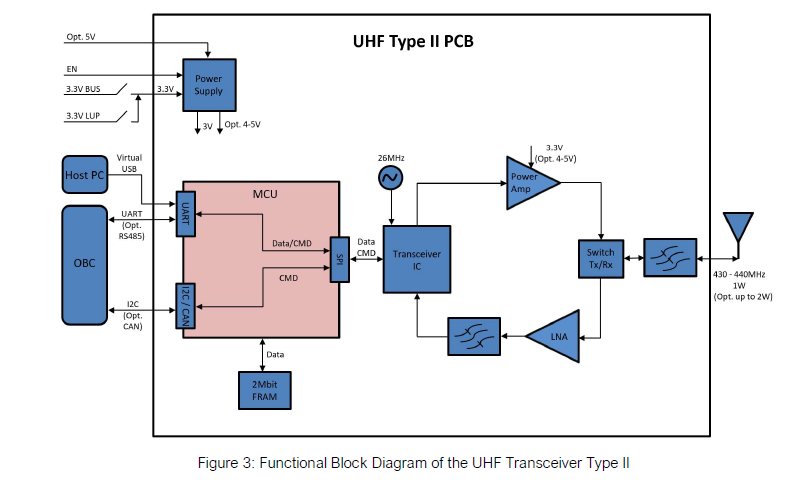 UHF Type II PCB
Opt. 5V
EN
3.3V BUS
3.3V
3.3V LUP
Power
Supply
3V
Opt. 4-5V
Host PC
Virtual
USB
OBC
UART
(Opt.
RS485)
I2C
(Opt.
CAN)
MCU
UART
I2C / CAN
Data/CMD
CMD
SPI
Data
CMD
Data
2Mbit
FRAM
26MHz
Transceiver
IC
Power
Amp
3.3V
(Opt. 4-5V)
Switch
Tx/Rx
LNA
430 - 440MHz
1W
(Opt. up to 2W)
Figure 3: Functional Block Diagram of the UHF Transceiver Type II